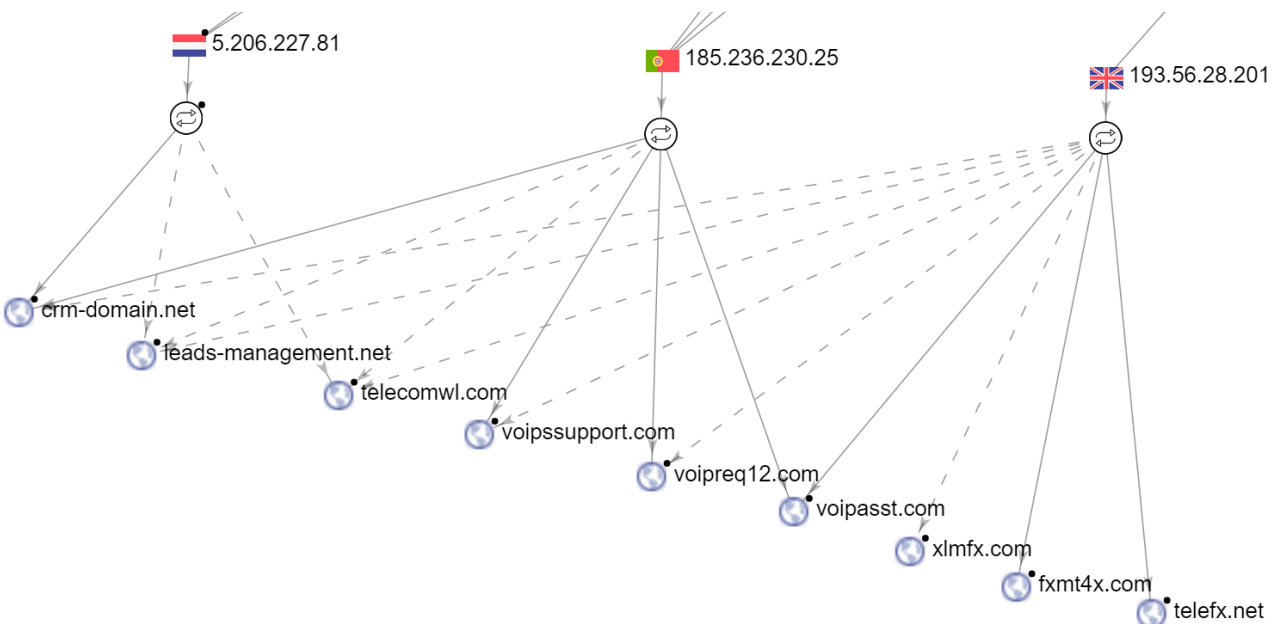 5.206.227.81
185.236.230.25
193.56.28.201
crm-domain.net
leads-management.net
telecomwl.com
voipssupport.com
voipreq12.com
voipasst.com
xlmfx.com
fxmt4x.com
telefx.net